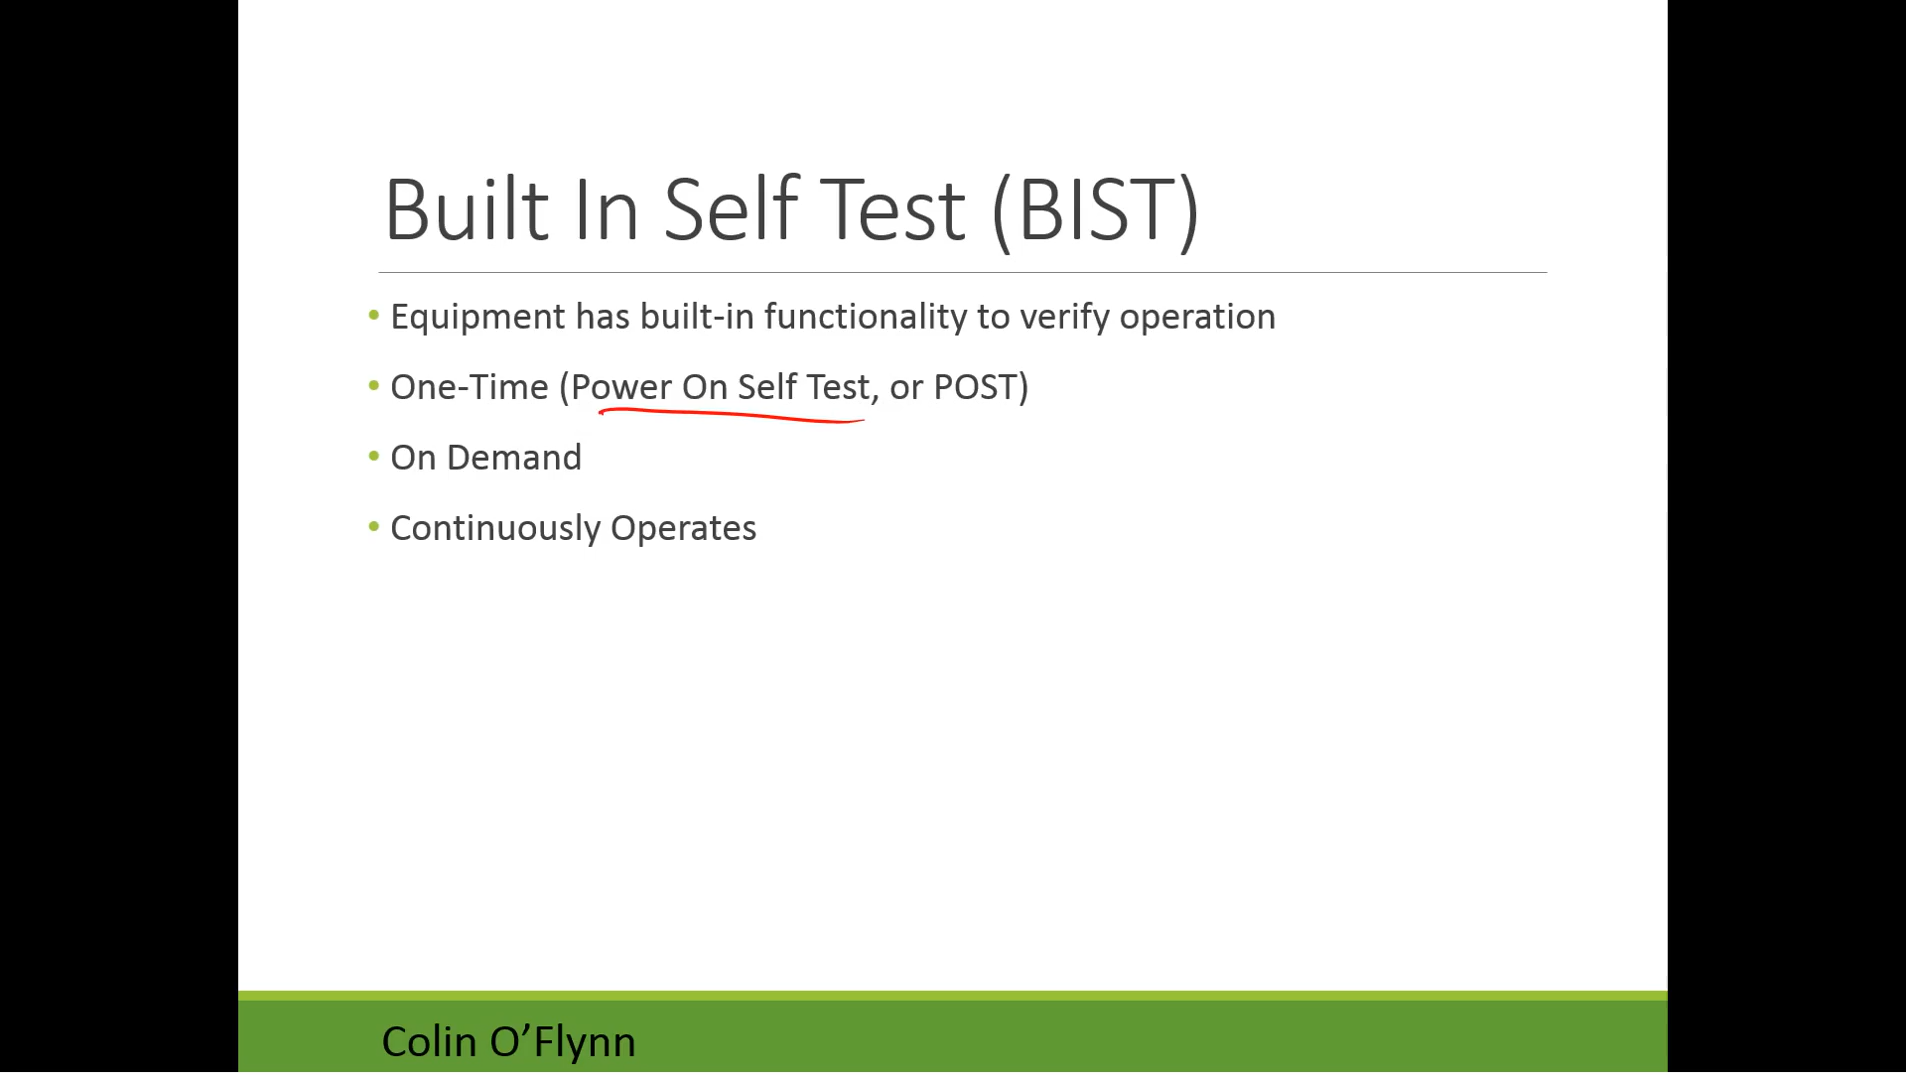 Built In Self Test (BIST)
• Equipment has built-in functionality to verify operation
• One-Time (Power On Self Test, or POST)
• On Demand
• Continuously Operates
Colin O’Flynn